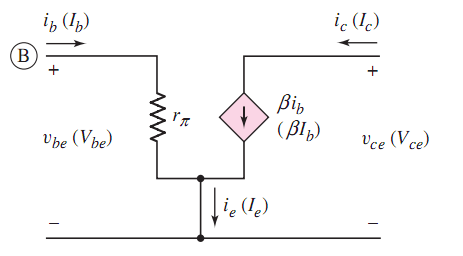 i_b (I_b)
i_c (I_c)
B
+
+
r_π
βi_b
(βI_b)
v_be (V_be)
v_ce (V_ce)
i_e (I_e)
−
−